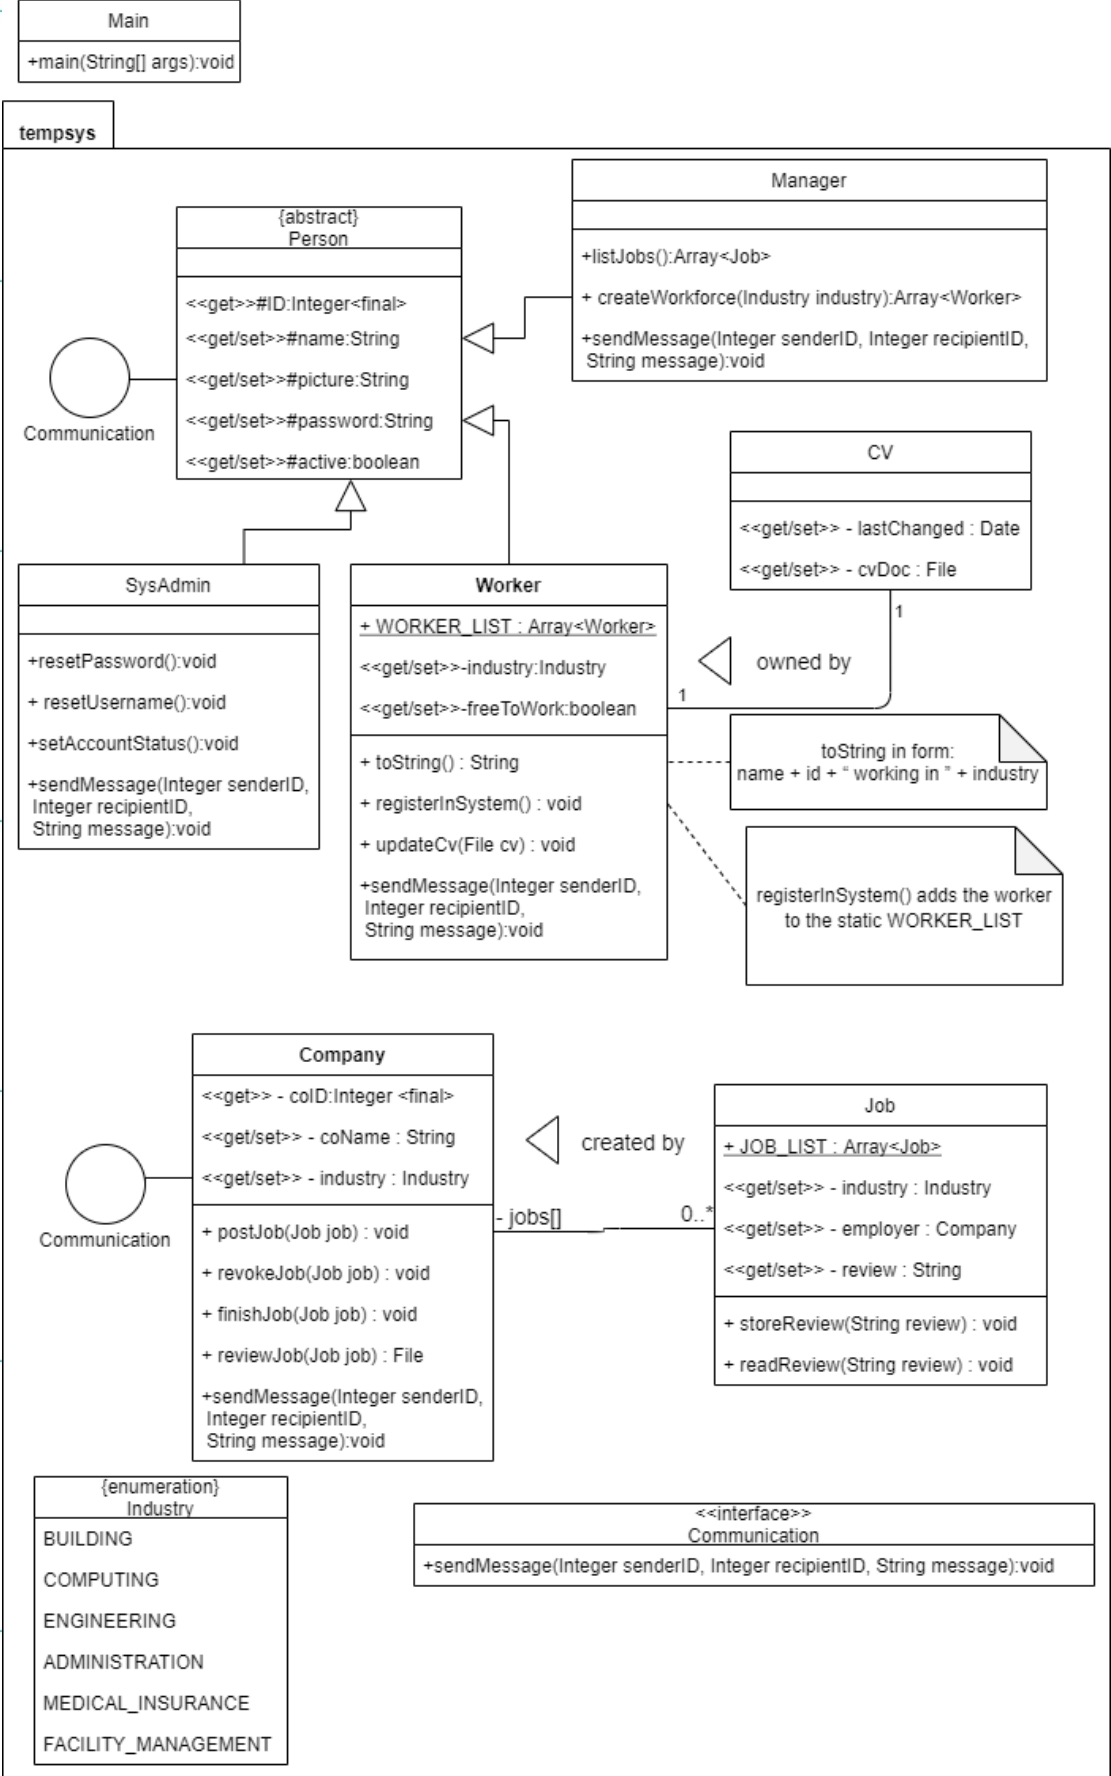 Main
+main(String[] args):void
tempsys
Manager
+listJobs():Array<Job>
+ createWorkforce(Industry industry):Array<Worker>
+sendMessage(Integer senderID, Integer recipientID,
String message):void
{abstract}
Person
<<get>>#ID:Integer<final>
<<get/set>>#name:String
<<get/set>>#picture:String
<<get/set>>#password:String
<<get/set>>#active:boolean
Communication
CV
<<get/set>> - lastChanged : Date
<<get/set>> - cvDoc : File
1
owned by
1
SysAdmin
+resetPassword():void
+ resetUsername():void
+setAccountStatus():void
+sendMessage(Integer senderID,
Integer recipientID,
String message):void
Worker
+ WORKER_LIST : Array<Worker>
<<get/set>>-industry:Industry
<<get/set>>-freeToWork:boolean
+ toString() : String
+ registerInSystem() : void
+ updateCv(File cv) : void
+sendMessage(Integer senderID,
Integer recipientID,
String message):void
toString in form:
name + id + “ working in ” + industry
registerInSystem() adds the worker
to the static WORKER_LIST
Company
<<get>> - coID:Integer <final>
<<get/set>> - coName : String
<<get/set>> - industry : Industry
+ postJob(Job job) : void
+ revokeJob(Job job) : void
+ finishJob(Job job) : void
+ reviewJob(Job job) : File
+sendMessage(Integer senderID,
Integer recipientID,
String message):void
Communication
created by
- jobs[]
0..*
Job
+ JOB_LIST : Array<Job>
<<get/set>> - industry : Industry
<<get/set>> - employer : Company
<<get/set>> - review : String
+ storeReview(String review) : void
+ readReview(String review) : void
{enumeration}
Industry
BUILDING
COMPUTING
ENGINEERING
ADMINISTRATION
MEDICAL_INSURANCE
FACILITY_MANAGEMENT
<<interface>>
Communication
+sendMessage(Integer senderID, Integer recipientID, String message):void